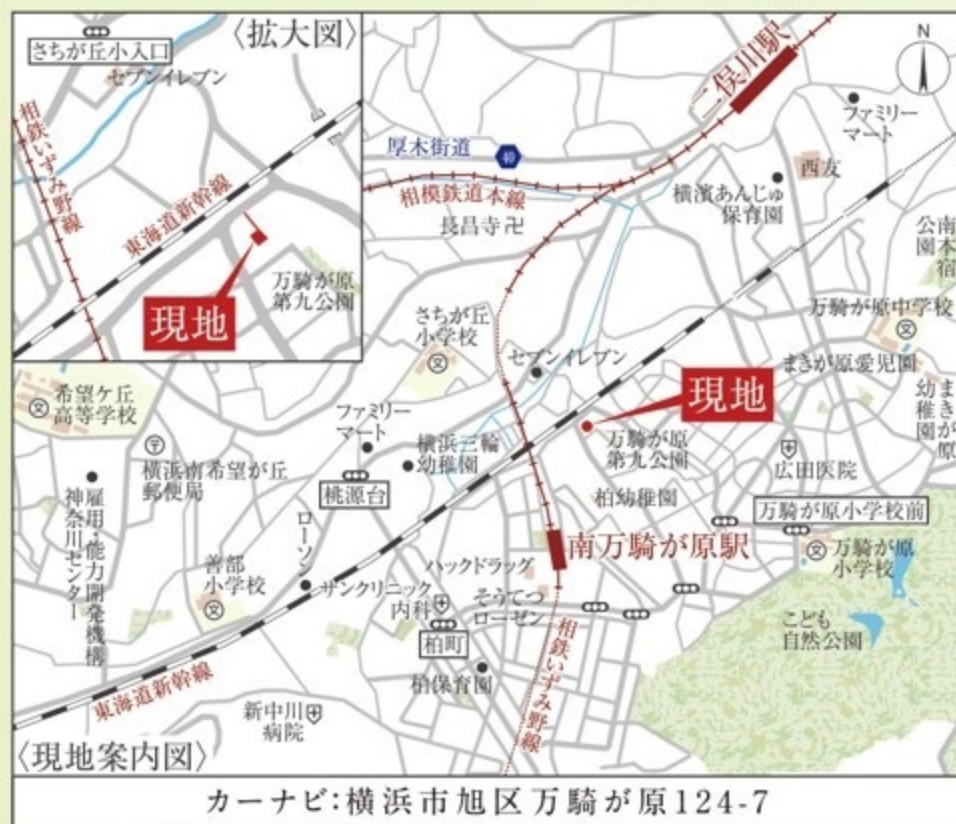 〈拡大図〉
さちが丘小入口
セブンイレブン
相鉄いずみ野線
東海道新幹線
万騎が原
第九公園
現地
N
二俣川駅
ファミリー
マート
厚木街道
40
相模鉄道本線
西友
横濱あんじゅ
保育園
長昌寺卍
南本宿
公園
さちが丘
小学校
文
万騎が原中学校
文
セブンイレブン
まきが原愛児園
現地
まきが原
幼稚園
希望ケ丘
高等学校
文
ファミリー
マート
万騎が原
第九公園
横浜三輪
幼稚園
広田医院
〒
横浜南希望が丘
郵便局
桃源台
柏幼稚園
雇用・能力開発機構
神奈川センター
万騎が原小学校前
ローソン
南万騎が原駅
万騎が原
小学校
文
善部
小学校
文
ハックドラッグ
サンクリニック
内科
そうてつ
ローゼン
こども
自然公園
柏町
相鉄いずみ野線
柏保育園
東海道新幹線
新中川
病院
〈現地案内図〉
カーナビ:横浜市旭区万騎が原124-7